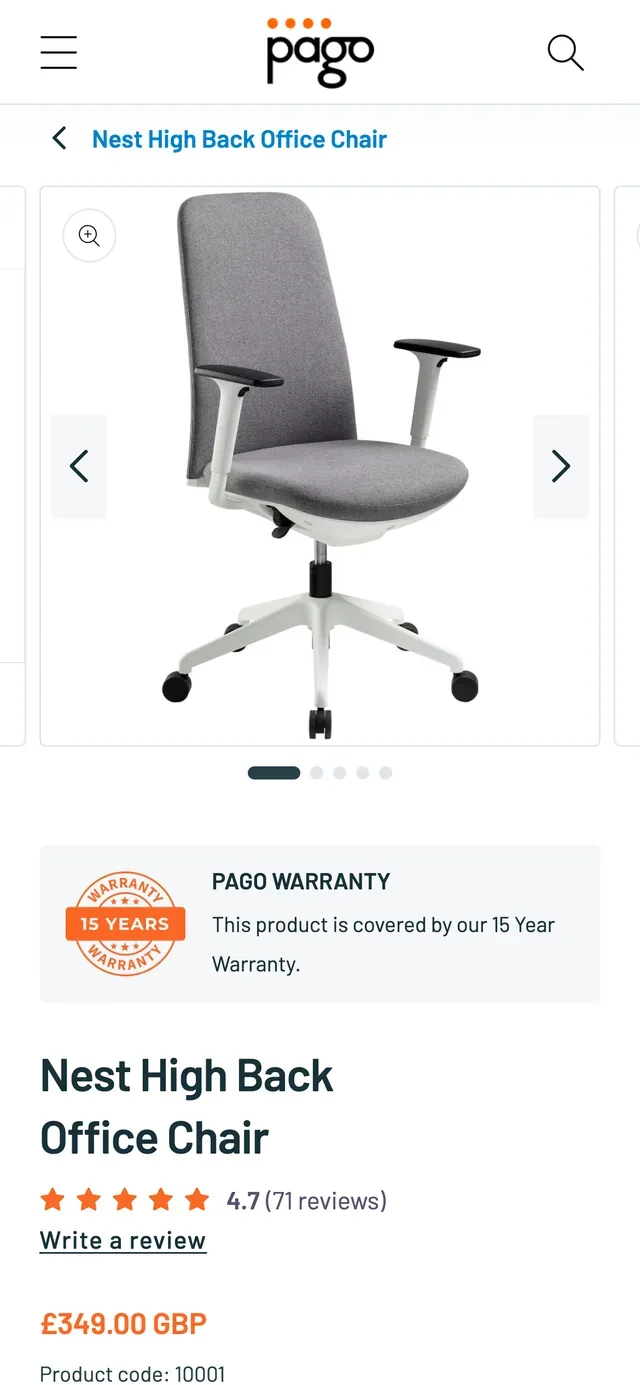 pago
Nest High Back Office Chair
WARRANTY
15 YEARS
WARRANTY
PAGO WARRANTY
This product is covered by our 15 Year
Warranty.
Nest High Back
Office Chair
4.7 (71 reviews)
Write a review
£349.00 GBP
Product code: 10001